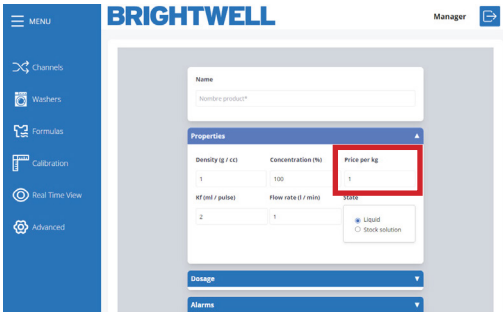 MENU
BRIGHTWELL
Manager
Channels
Washers
Formulas
Calibration
Real Time View
Advanced
Name
Nombre product*
Properties
Density (g / cc) Concentration (%) Price per kg
1 100 1
Kf (ml / pulse) Flow rate (l / min) State
2 1
Liquid
Stock solution
Dosage
Alarms